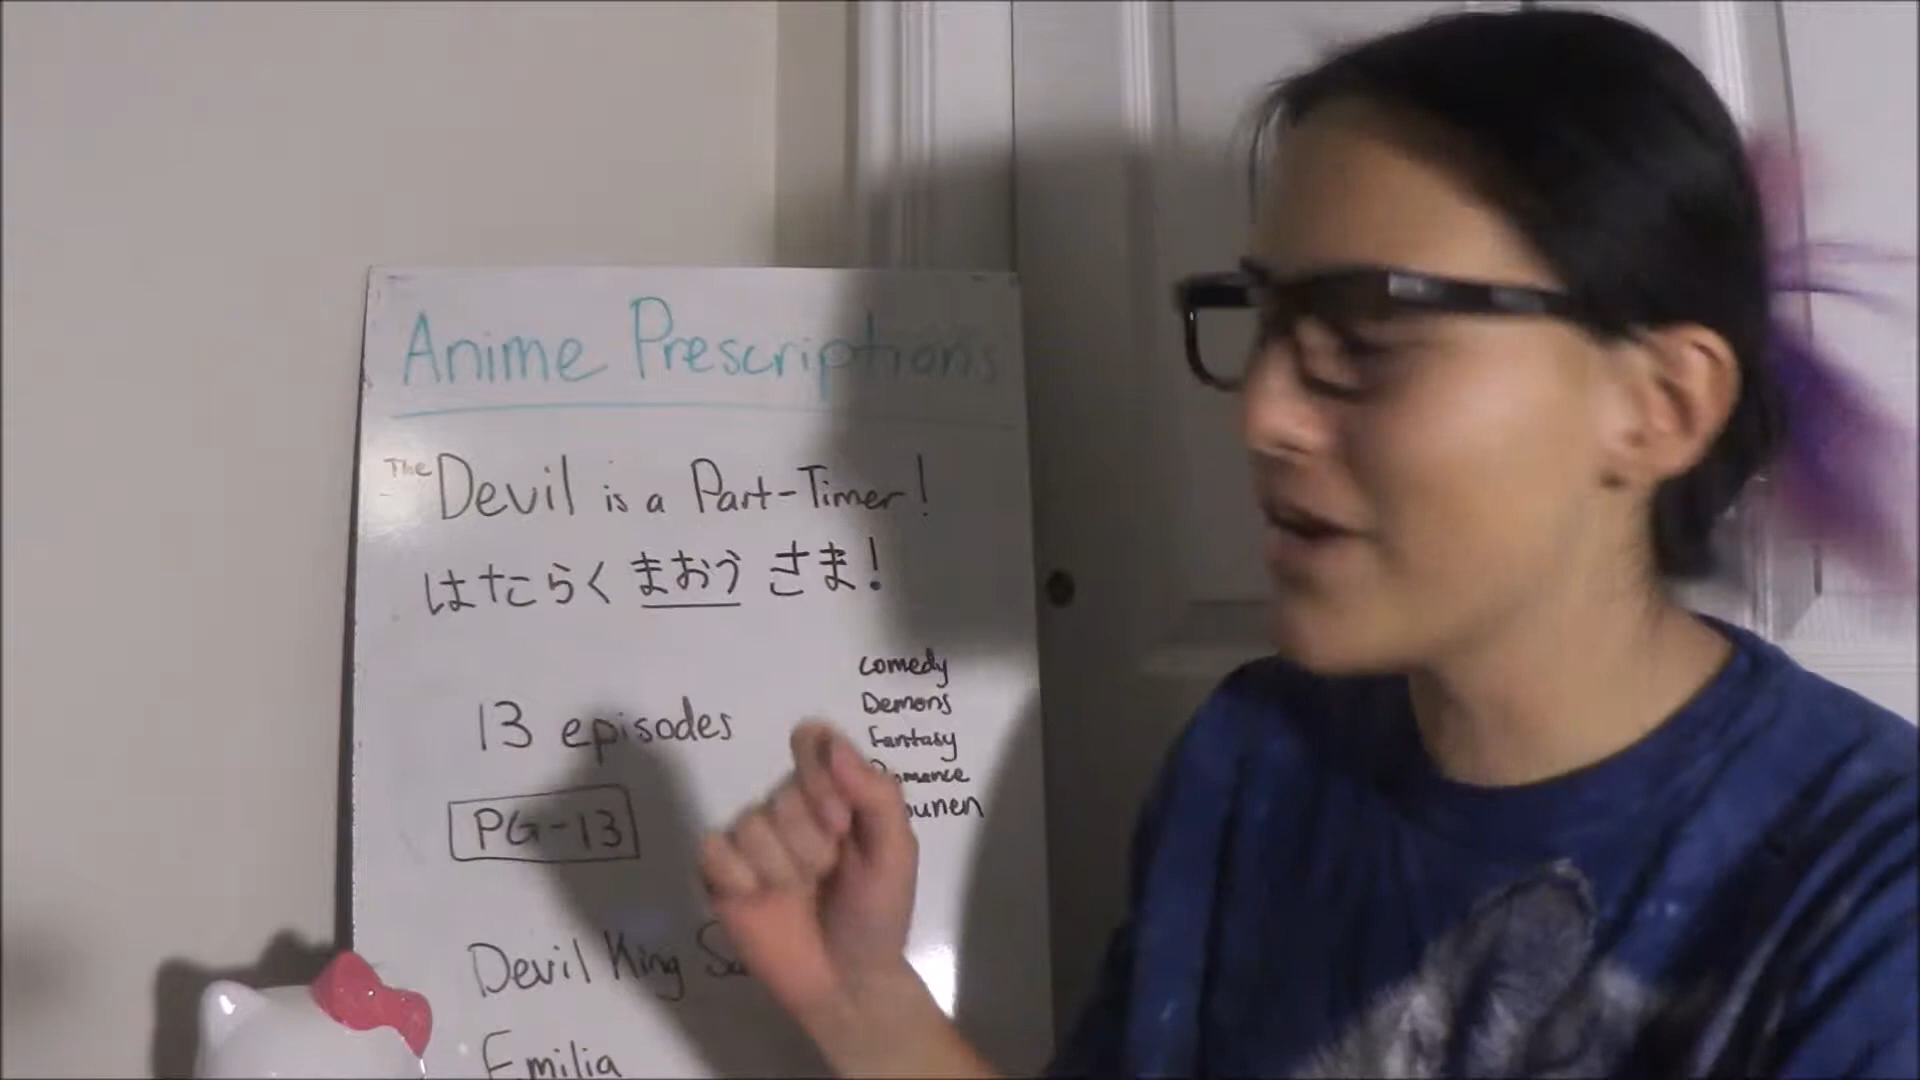 Anime Prescriptions
The Devil is a Part-Timer!
はたらく まおう さま!
13 episodes
PG-13
comedy
Demons
Fantasy
Devil King
Emilia